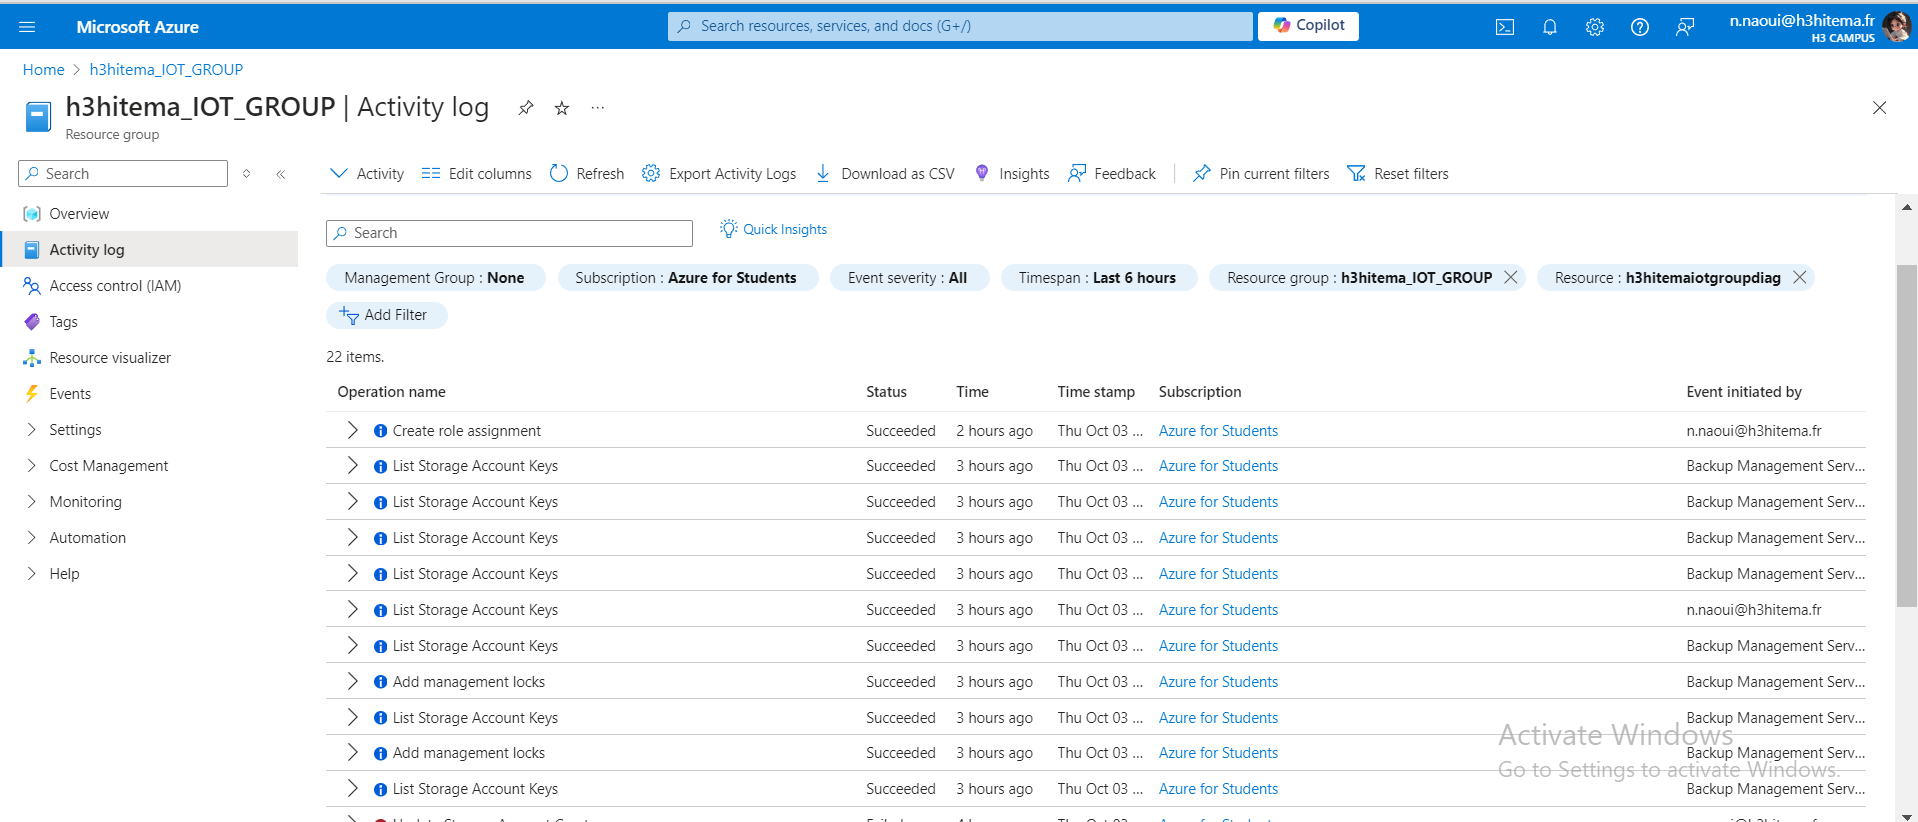 Microsoft Azure
Search resources, services, and docs (G+/)
Copilot
n.naoui@h3hitema.fr
H3 CAMPUS
Home > h3hitema_IOT_GROUP
h3hitema_IOT_GROUP | Activity log
Resource group
Search
Overview
Activity log
Access control (IAM)
Tags
Resource visualizer
Events
Settings
Cost Management
Monitoring
Automation
Help
Activity Edit columns Refresh Export Activity Logs Download as CSV Insights Feedback Pin current filters Reset filters
Search
Quick Insights
Management Group : None Subscription : Azure for Students Event severity : All Timespan : Last 6 hours Resource group : h3hitema_IOT_GROUP Resource : h3hitemaiotgroupdiag
Add Filter
22 items.
Operation name Status Time Time stamp Subscription Event initiated by
Create role assignment Succeeded 2 hours ago Thu Oct 03 ... Azure for Students n.naoui@h3hitema.fr
List Storage Account Keys Succeeded 3 hours ago Thu Oct 03 ... Azure for Students Backup Management Serv...
List Storage Account Keys Succeeded 3 hours ago Thu Oct 03 ... Azure for Students Backup Management Serv...
List Storage Account Keys Succeeded 3 hours ago Thu Oct 03 ... Azure for Students Backup Management Serv...
List Storage Account Keys Succeeded 3 hours ago Thu Oct 03 ... Azure for Students Backup Management Serv...
List Storage Account Keys Succeeded 3 hours ago Thu Oct 03 ... Azure for Students n.naoui@h3hitema.fr
List Storage Account Keys Succeeded 3 hours ago Thu Oct 03 ... Azure for Students Backup Management Serv...
Add management locks Succeeded 3 hours ago Thu Oct 03 ... Azure for Students Backup Management Serv...
List Storage Account Keys Succeeded 3 hours ago Thu Oct 03 ... Azure for Students Backup Management Serv...
Add management locks Succeeded 3 hours ago Thu Oct 03 ... Azure for Students Backup Management Serv...
List Storage Account Keys Succeeded 3 hours ago Thu Oct 03 ... Azure for Students Backup Management Serv...
Activate Windows
Go to Settings to activate Windows.